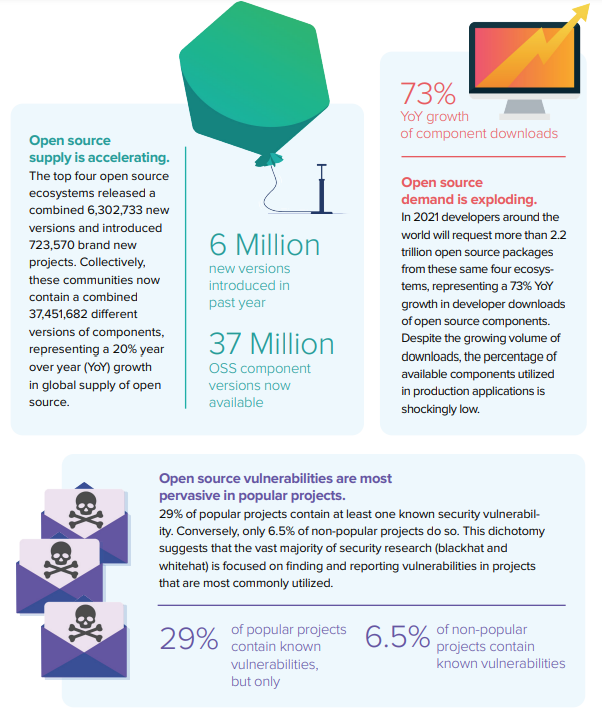 Open source
supply is accelerating.
The top four open source
ecosystems released a
combined 6,302,733 new
versions and introduced
723,570 brand new
projects. Collectively,
these communities now
contain a combined
37,451,682 different
versions of components,
representing a 20% year
over year (YoY) growth
in global supply of open
source.
6 Million
new versions
introduced in
past year
37 Million
OSS component
versions now
available
73%
YoY growth
of component downloads
Open source
demand is exploding.
In 2021 developers around the
world will request more than 2.2
trillion open source packages
from these same four ecosys-
tems, representing a 73% YoY
growth in developer downloads
of open source components.
Despite the growing volume of
downloads, the percentage of
available components utilized
in production applications is
shockingly low.
Open source vulnerabilities are most
pervasive in popular projects.
29% of popular projects contain at least one known security vulnerabil-
ity. Conversely, only 6.5% of non-popular projects do so. This dichotomy
suggests that the vast majority of security research (blackhat and
whitehat) is focused on finding and reporting vulnerabilities in projects
that are most commonly utilized.
29%
of popular projects
contain known
vulnerabilities,
but only
6.5%
of non-popular
projects contain
known vulnerabilities